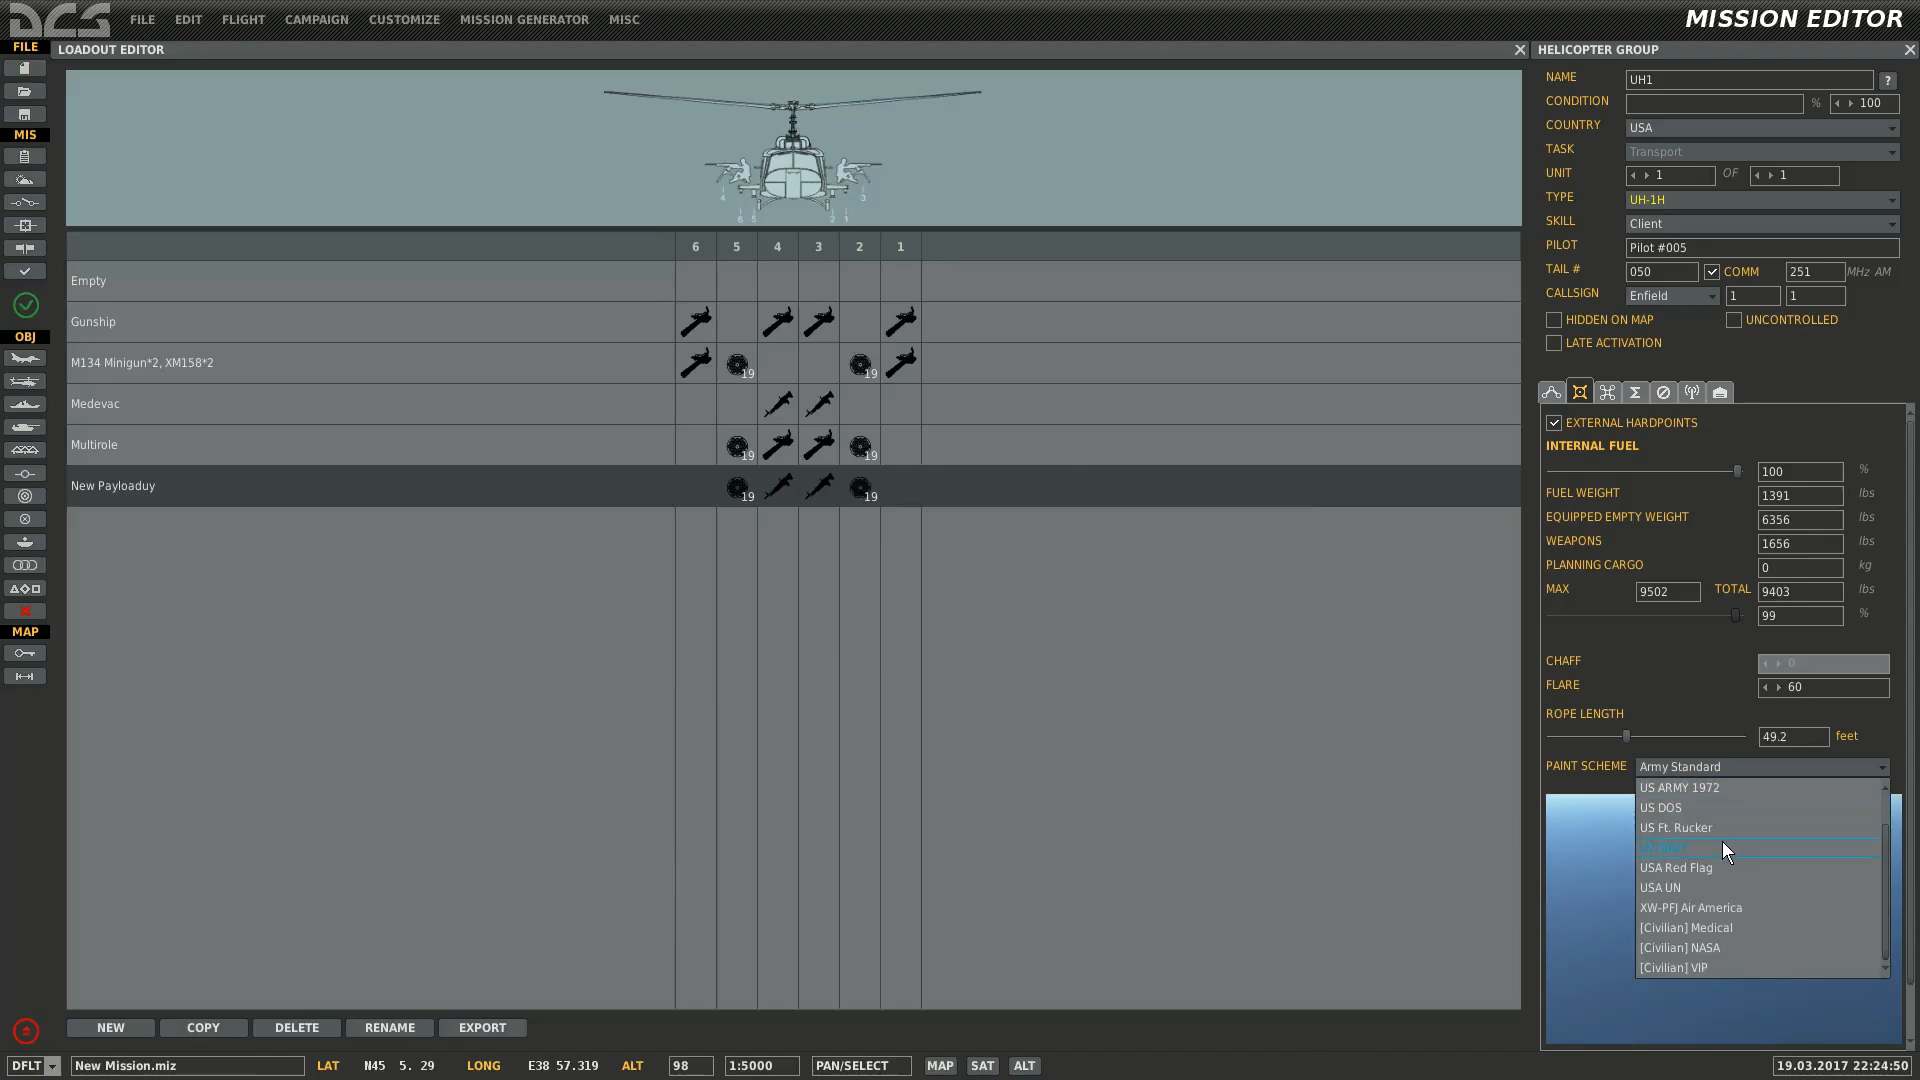 DCS
FILE EDIT FLIGHT CAMPAIGN CUSTOMIZE MISSION GENERATOR MISC
MISSION EDITOR
FILE
LOADOUT EDITOR
HELICOPTER GROUP
NAME UH1 ?
CONDITION % 100
COUNTRY USA
TASK Transport
UNIT 1 OF 1
TYPE UH-1H
SKILL Client
PILOT Pilot #005
TAIL # 050 COMM 251 MHz AM
CALLSIGN Enfield 1 1
HIDDEN ON MAP UNCONTROLLED
LATE ACTIVATION
MIS
OBJ
MAP
4 3
6 5 2 1
6 5 4 3 2 1
Empty
Gunship
M134 Minigun*2, XM158*2 19 19
Medevac
Multirole 19 19
New Payloaduy 19 19
EXTERNAL HARDPOINTS
INTERNAL FUEL
100 %
FUEL WEIGHT 1391 lbs
EQUIPPED EMPTY WEIGHT 6356 lbs
WEAPONS 1656 lbs
PLANNING CARGO 0 kg
MAX 9502 TOTAL 9403 lbs
99 %
CHAFF 0
FLARE 60
ROPE LENGTH
49.2 feet
PAINT SCHEME Army Standard
US ARMY 1972
US DOS
US Ft. Rucker
USA Red Flag
USA UN
XW-PFJ Air America
[Civilian] Medical
[Civilian] NASA
[Civilian] VIP
NEW COPY DELETE RENAME EXPORT
DFLT New Mission.miz LAT N45 5. 29 LONG E38 57.319 ALT 98 1:5000 PAN/SELECT MAP SAT ALT 19.03.2017 22:24:50